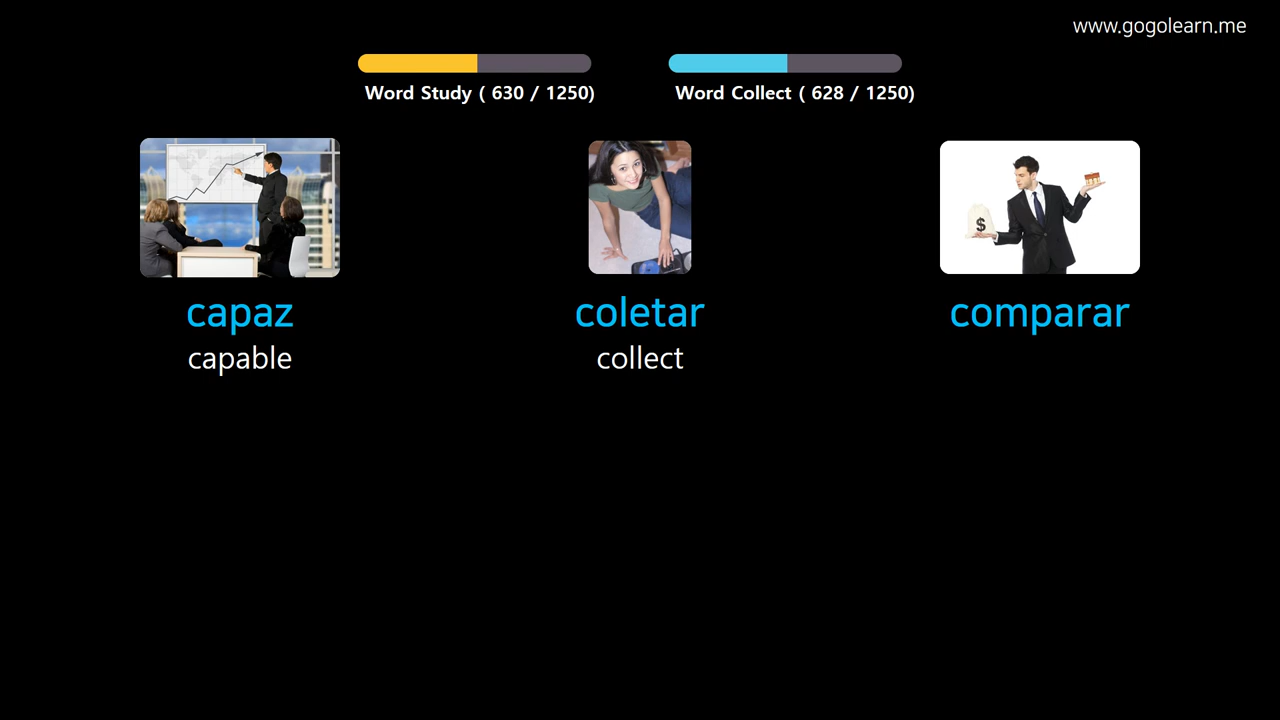 www.gogolearn.me
Word Study ( 630 / 1250)
Word Collect ( 628 / 1250)
$
capaz
coletar
comparar
capable
collect